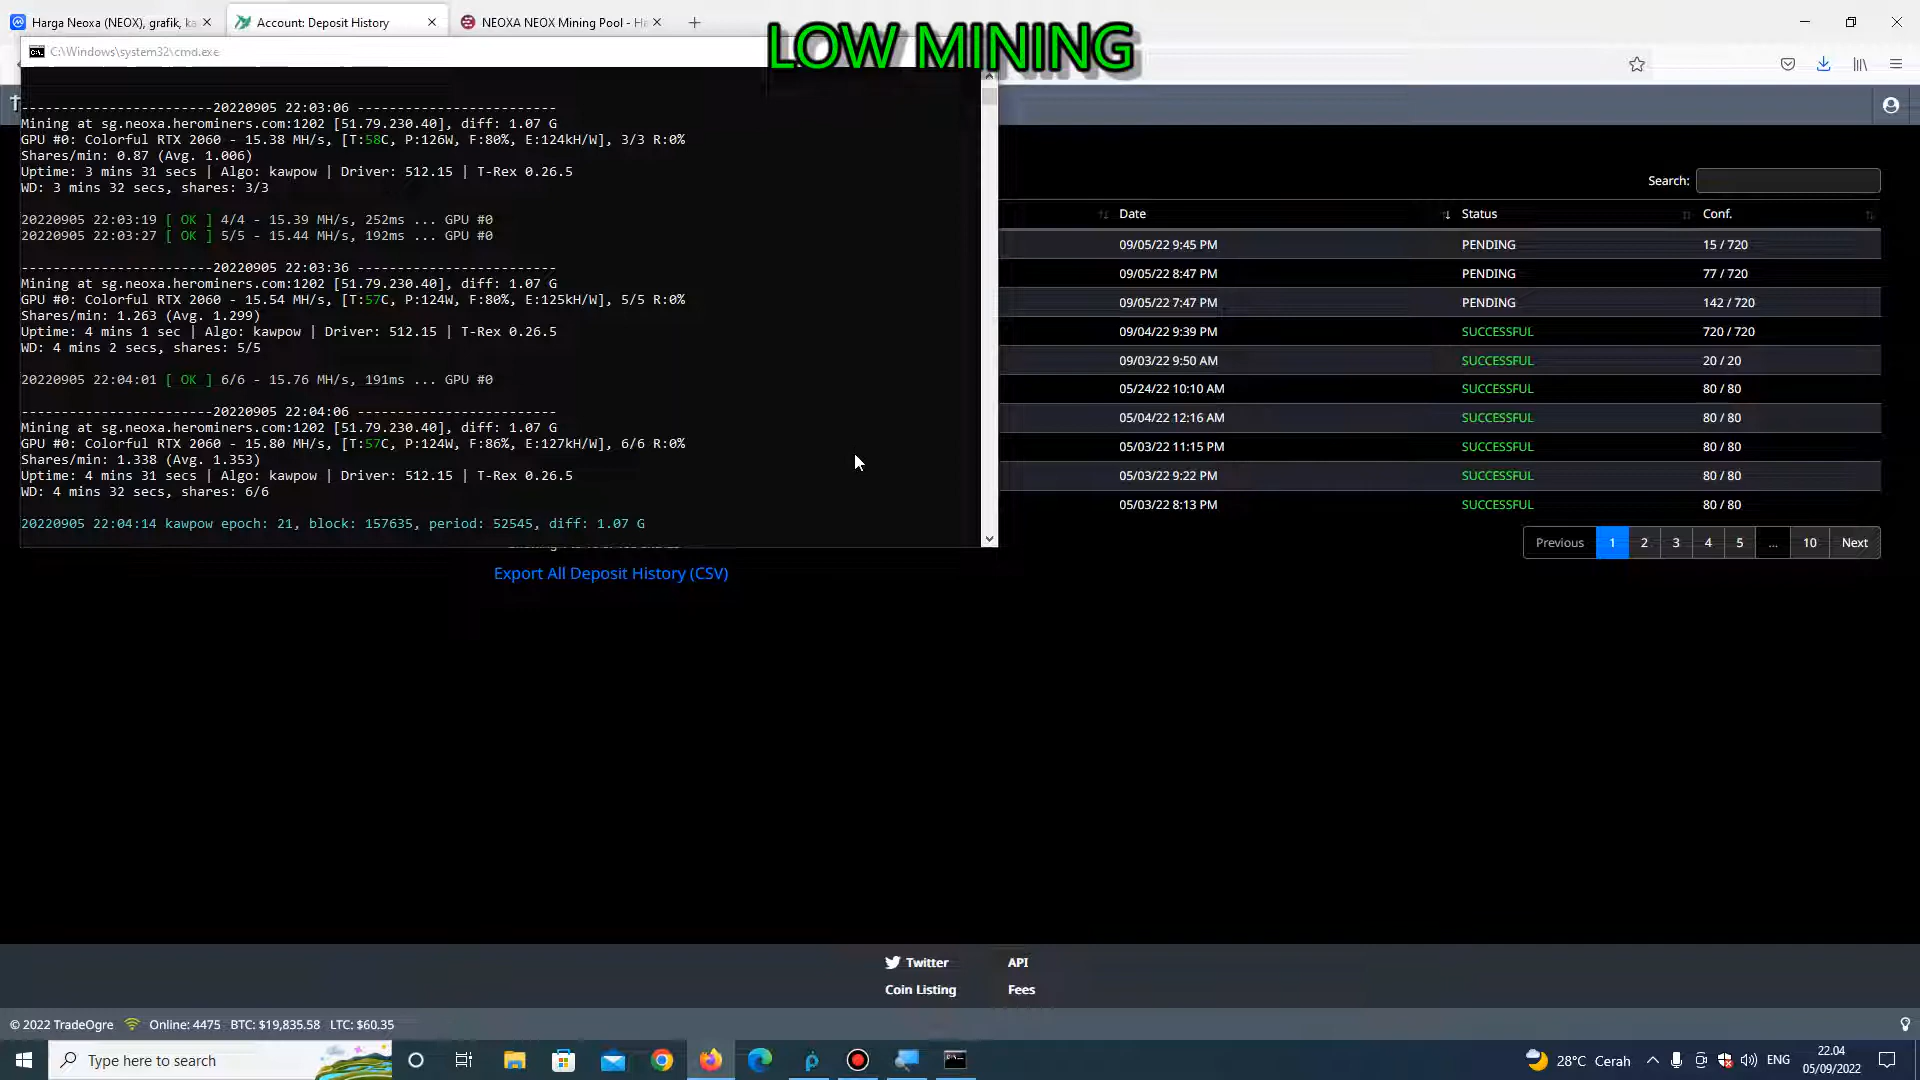 Harga Neoxa (NEOX), grafik, ka
Account: Deposit History
NEOXA NEOX Mining Pool - He
LOW MINING
C:\Windows\system32\cmd.exe
------------------------20220905 22:03:06 -------------------------
Mining at sg.neoxa.herominers.com:1202 [51.79.230.40], diff: 1.07 G
GPU #0: Colorful RTX 2060 - 15.38 MH/s, [T:58C, P:126W, F:80%, E:124kH/W], 3/3 R:0%
Shares/min: 0.87 (Avg. 1.006)
Uptime: 3 mins 31 secs | Algo: kawpow | Driver: 512.15 | T-Rex 0.26.5
WD: 3 mins 32 secs, shares: 3/3
20220905 22:03:19 [ OK ] 4/4 - 15.39 MH/s, 252ms ... GPU #0
20220905 22:03:27 [ OK ] 5/5 - 15.44 MH/s, 192ms ... GPU #0
------------------------20220905 22:03:36 -------------------------
Mining at sg.neoxa.herominers.com:1202 [51.79.230.40], diff: 1.07 G
GPU #0: Colorful RTX 2060 - 15.54 MH/s, [T:57C, P:124W, F:80%, E:125kH/W], 5/5 R:0%
Shares/min: 1.263 (Avg. 1.299)
Uptime: 4 mins 1 sec | Algo: kawpow | Driver: 512.15 | T-Rex 0.26.5
WD: 4 mins 2 secs, shares: 5/5
20220905 22:04:01 [ OK ] 6/6 - 15.76 MH/s, 191ms ... GPU #0
------------------------20220905 22:04:06 -------------------------
Mining at sg.neoxa.herominers.com:1202 [51.79.230.40], diff: 1.07 G
GPU #0: Colorful RTX 2060 - 15.80 MH/s, [T:57C, P:124W, F:86%, E:127kH/W], 6/6 R:0%
Shares/min: 1.338 (Avg. 1.353)
Uptime: 4 mins 31 secs | Algo: kawpow | Driver: 512.15 | T-Rex 0.26.5
WD: 4 mins 32 secs, shares: 6/6
20220905 22:04:14 kawpow epoch: 21, block: 157635, period: 52545, diff: 1.07 G
Search:
Date Status Conf.
09/05/22 9:45 PM PENDING 15 / 720
09/05/22 8:47 PM PENDING 77 / 720
09/05/22 7:47 PM PENDING 142 / 720
09/04/22 9:39 PM SUCCESSFUL 720 / 720
09/03/22 9:50 AM SUCCESSFUL 20 / 20
05/24/22 10:10 AM SUCCESSFUL 80 / 80
05/04/22 12:16 AM SUCCESSFUL 80 / 80
05/03/22 11:15 PM SUCCESSFUL 80 / 80
05/03/22 9:22 PM SUCCESSFUL 80 / 80
05/03/22 8:13 PM SUCCESSFUL 80 / 80
Previous 1 2 3 4 5 ... 10 Next
Export All Deposit History (CSV)
Twitter API
Coin Listing Fees
© 2022 TradeOgre Online: 4475 BTC: $19,835.58 LTC: $60.35
Type here to search
28°C Cerah ENG 22.04
05/09/2022